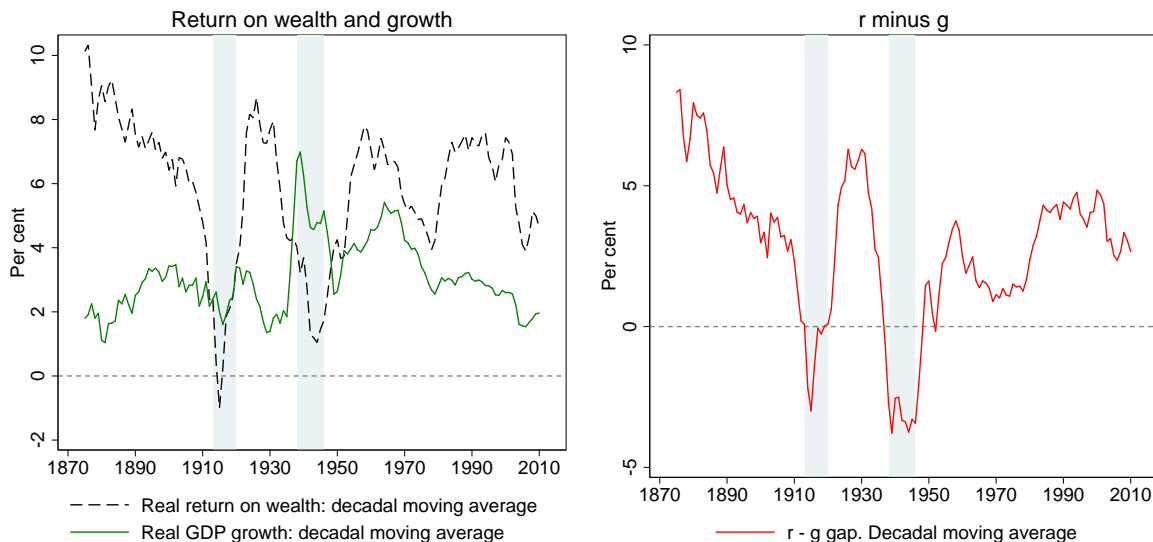 Return on wealth and growth
Per cent
10
8
6
4
2
0
-2
1870 1890 1910 1930 1950 1970 1990 2010
Real return on wealth: decadal moving average
Real GDP growth: decadal moving average
r minus g
Per cent
10
5
0
-5
1870 1890 1910 1930 1950 1970 1990 2010
r - g gap. Decadal moving average